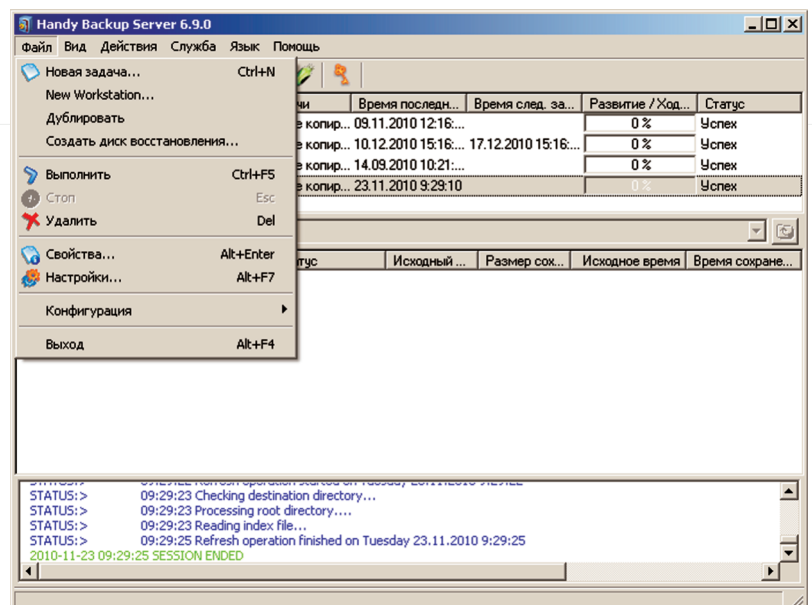 Handy Backup Server 6.9.0
Файл Вид Действия Служба Язык Помощь
Новая задача... Ctrl+N
New Workstation...
Дублировать
Создать диск восстановления...
Выполнить Ctrl+F5
Стоп Esc
Удалить Del
Свойства... Alt+Enter
Настройки... Alt+F7
Конфигурация
Выход Alt+F4
Время последн... Время след. за... Развитие / Ход... Статус
копир... 09.11.2010 12:16:... 0 % Успех
копир... 10.12.2010 15:16:... 17.12.2010 15:16:... 0 % Успех
копир... 14.09.2010 10:21:... 0 % Успех
копир... 23.11.2010 9:29:10 0 % Успех
Исходный ... Размер сох... Исходное время Время сохране...
STATUS:> 09:29:23 Checking destination directory...
STATUS:> 09:29:23 Processing root directory....
STATUS:> 09:29:23 Reading index file...
STATUS:> 09:29:25 Refresh operation finished on Tuesday 23.11.2010 9:29:25
2010-11-23 09:29:25 SESSION ENDED